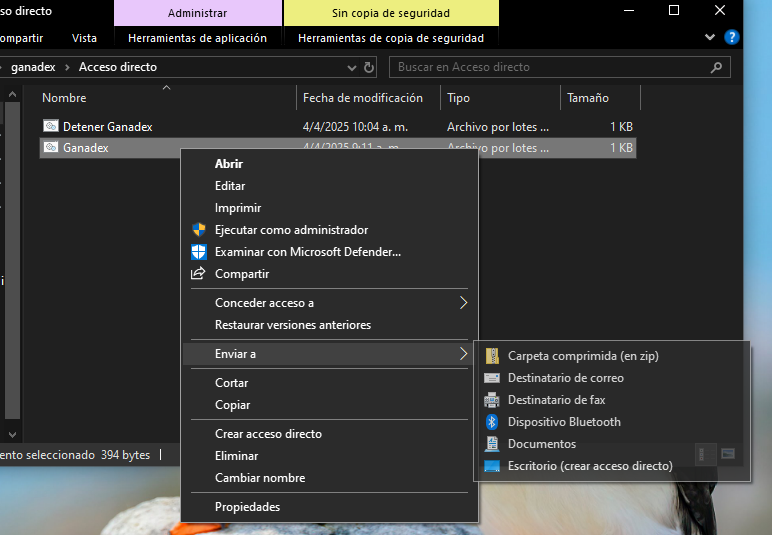 so directo
Administrar
Sin copia de seguridad
ompartir
Vista
Herramientas de aplicación
Herramientas de copia de seguridad
ganadex
Acceso directo
Buscar en Acceso directo
Nombre
Fecha de modificación
Tipo
Tamaño
Detener Ganadex
4/4/2025 10:04 a. m.
Archivo por lotes ...
1 KB
Ganadex
4/4/2025 9:11 a. m.
Archivo por lotes ...
1 KB
Abrir
Editar
Imprimir
Ejecutar como administrador
Examinar con Microsoft Defender...
Compartir
Conceder acceso a
Restaurar versiones anteriores
Enviar a
Cortar
Copiar
Crear acceso directo
Eliminar
Cambiar nombre
Propiedades
Carpeta comprimida (en zip)
Destinatario de correo
Destinatario de fax
Dispositivo Bluetooth
Documentos
Escritorio (crear acceso directo)
ento seleccionado 394 bytes